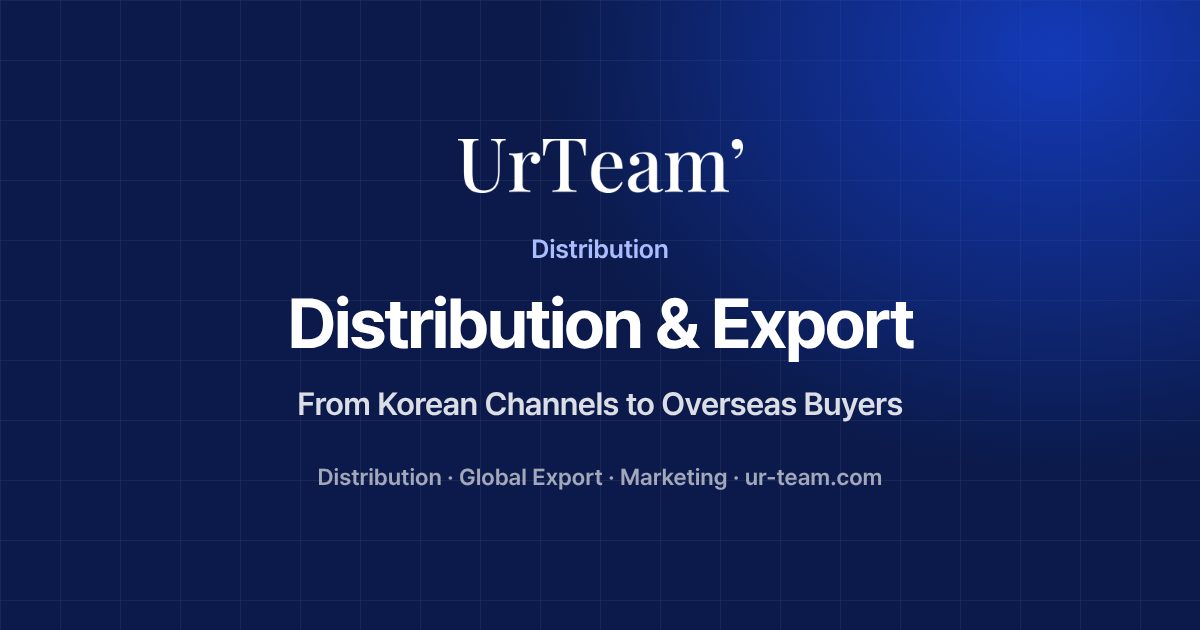 UrTeam’
Distribution
Distribution & Export
From Korean Channels to Overseas Buyers
Distribution · Global Export · Marketing · ur-team.com